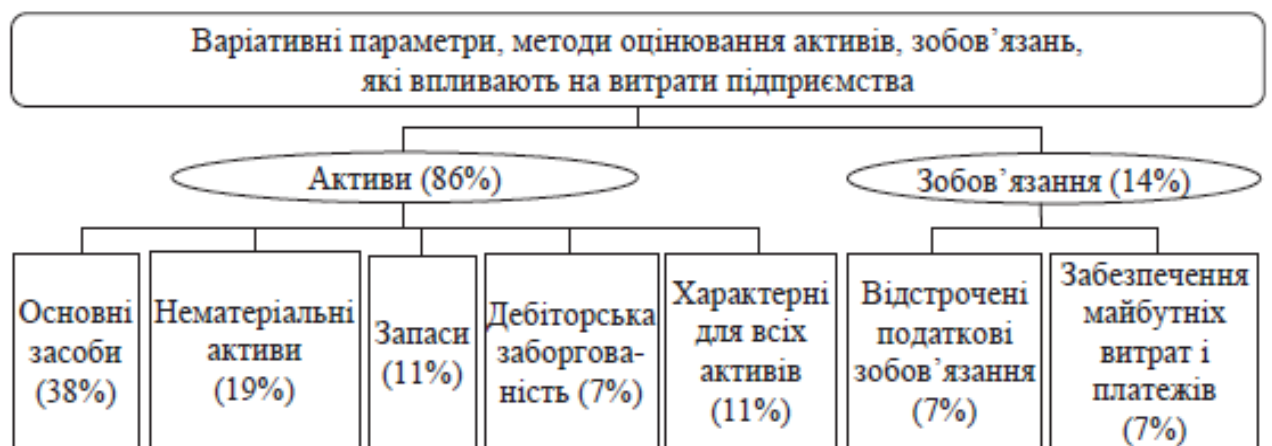 Варіативні параметри, методи оцінювання активів, зобов’язань,
які впливають на витрати підприємства
Активи (86%)
Зобов’язання (14%)
Основні
засоби
(38%)
Нематеріальні
активи
(19%)
Запаси
(11%)
Дебіторська
заборгова-
ність (7%)
Характерні
для всіх
активів
(11%)
Відстрочені
податкові
зобов’язання
(7%)
Забезпечення
майбутніх
витрат і
платежів
(7%)